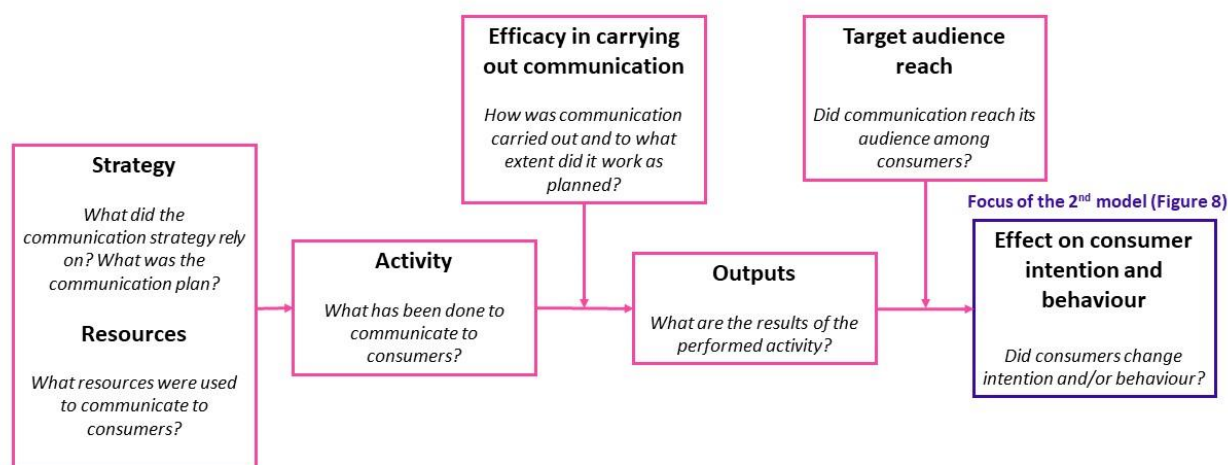 Strategy
What did the
communication strategy rely
on? What was the
communication plan?
Resources
What resources were used
to communicate to
consumers?
Activity
What has been done to
communicate to
consumers?
Efficacy in carrying
out communication
How was communication
carried out and to what
extent did it work as
planned?
Outputs
What are the results of the
performed activity?
Target audience
reach
Did communication reach its
audience among
consumers?
Focus of the 2nd model (Figure 8)
Effect on consumer
intention and
behaviour
Did consumers change
intention and/or behaviour?